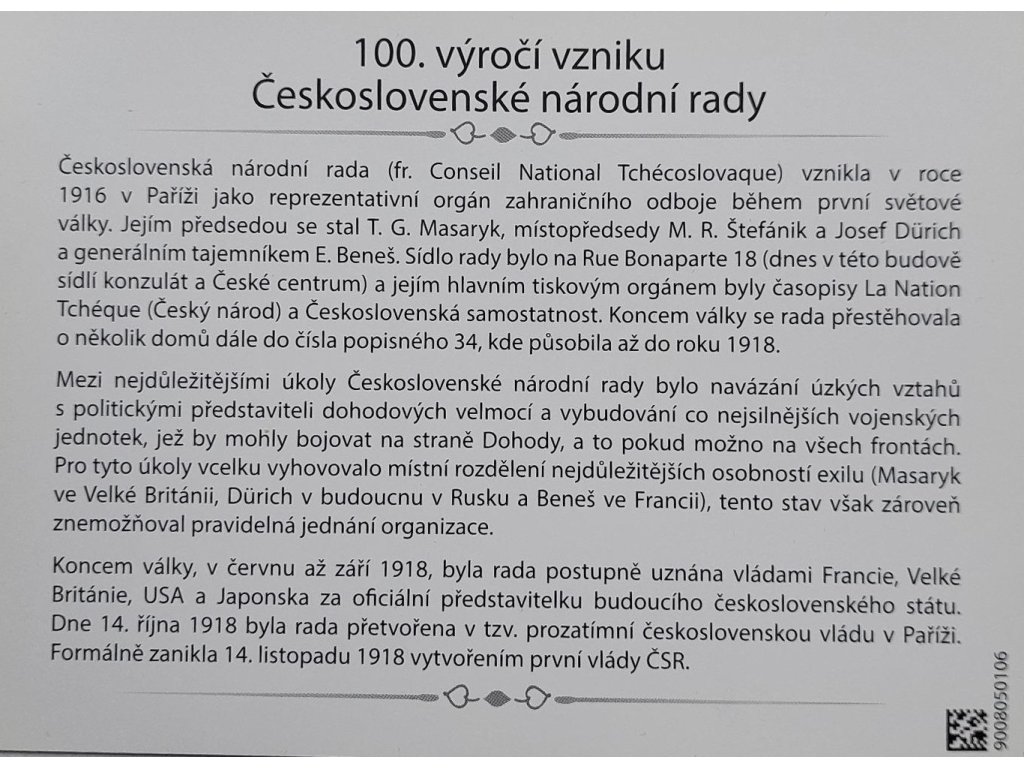 100. výročí vzniku
Československé národní rady
Československá národní rada (fr. Conseil National Tchécoslovaque) vznikla v roce
1916 v Paříži jako reprezentativní orgán zahraničního odboje během první světové
války. Jejím předsedou se stal T. G. Masaryk, místopředsedy M. R. Štefánik a Josef Dürich
a generálním tajemníkem E. Beneš. Sídlo rady bylo na Rue Bonaparte 18 (dnes v této budově
sídlí konzulát a České centrum) a jejím hlavním tiskovým orgánem byly časopisy La Nation
Tchéque (Český národ) a Československá samostatnost. Koncem války se rada přestěhovala
o několik domů dále do čísla popisného 34, kde působila až do roku 1918.
Mezi nejdůležitějšími úkoly Československé národní rady bylo navázání úzkých vztahů
s politickými představiteli dohodových velmocí a vybudování co nejsilnějších vojenských
jednotek, jež by mohly bojovat na straně Dohody, a to pokud možno na všech frontách.
Pro tyto úkoly vcelku vyhovovalo místní rozdělení nejdůležitějších osobností exilu (Masaryk
ve Velké Británii, Dürich v budoucnu v Rusku a Beneš ve Francii), tento stav však zároveň
znemožňoval pravidelná jednání organizace.
Koncem války, v červnu až září 1918, byla rada postupně uznána vládami Francie, Velké
Británie, USA a Japonska za oficiální představitelku budoucího československého státu.
Dne 14. října 1918 byla rada přetvořena v tzv. prozatímní československou vládu v Paříži.
Formálně zanikla 14. listopadu 1918 vytvořením první vlády ČSR.
9008050106